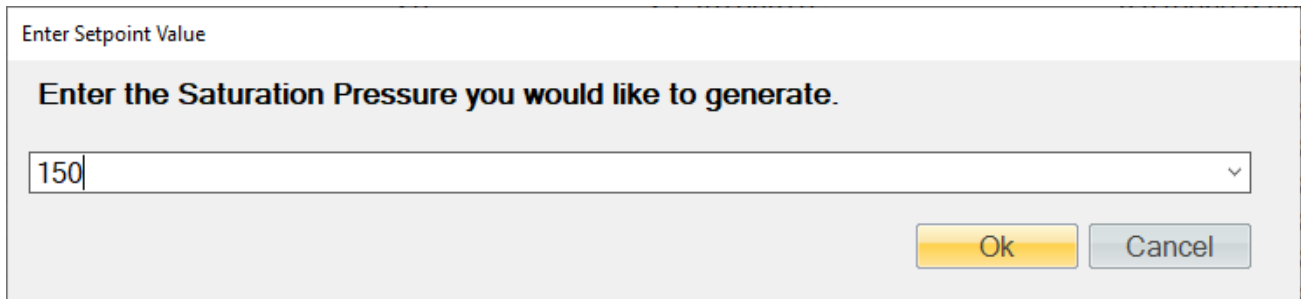 Enter Setpoint Value
Enter the Saturation Pressure you would like to generate.
150
Ok Cancel